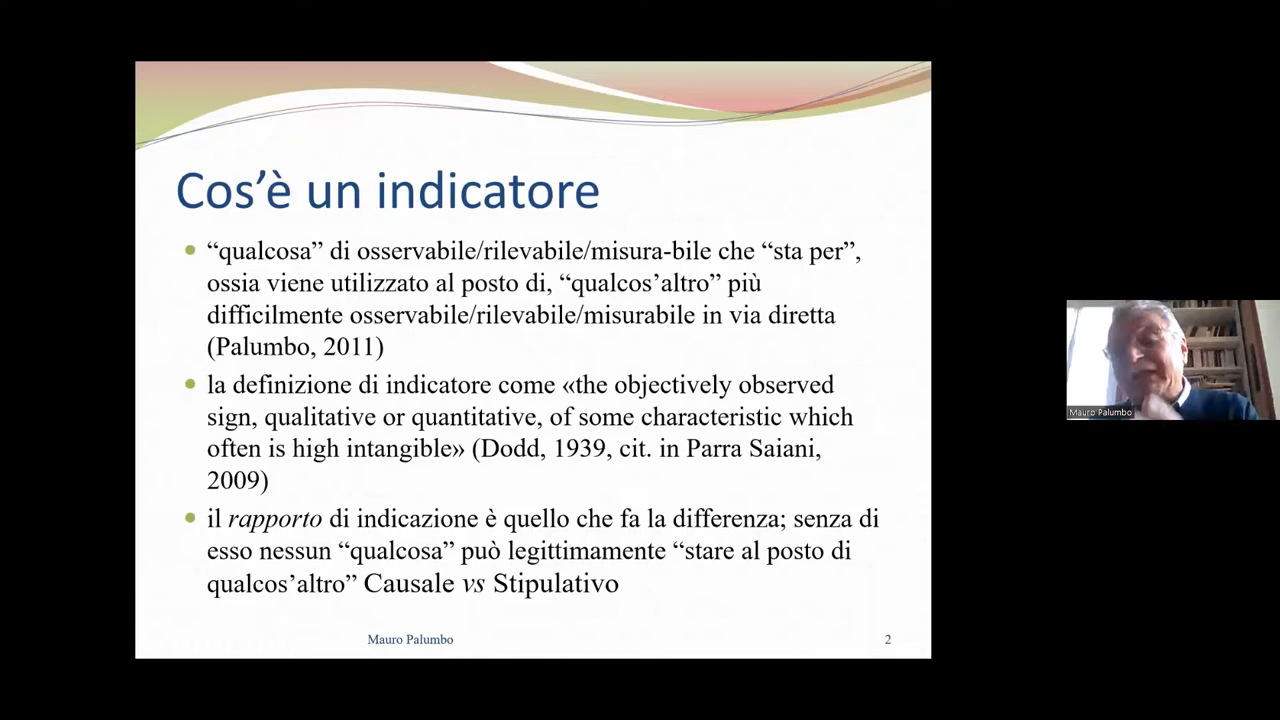 Cos’è un indicatore
“qualcosa” di osservabile/rilevabile/misura-bile che “sta per”,
ossia viene utilizzato al posto di, “qualcos’altro” più
difficilmente osservabile/rilevabile/misurabile in via diretta
(Palumbo, 2011)
la definizione di indicatore come «the objectively observed
sign, qualitative or quantitative, of some characteristic which
often is high intangible» (Dodd, 1939, cit. in Parra Saiani,
2009)
il rapporto di indicazione è quello che fa la differenza; senza di
esso nessun “qualcosa” può legittimamente “stare al posto di
qualcos’altro” Causale vs Stipulativo
Mauro Palumbo
2
Mauro Palumbo